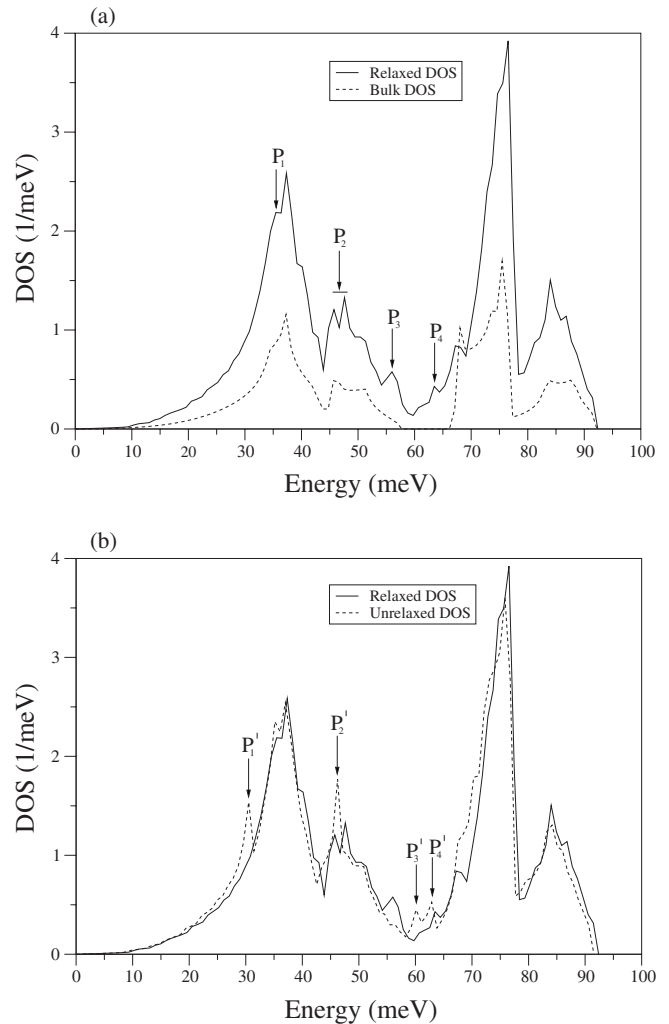 (a)
4
3
2
1
0
DOS (1/meV)
Relaxed DOS
Bulk DOS
P₁
P₂
P₃
P₄
0 10 20 30 40 50 60 70 80 90 100
Energy (meV)
(b)
4
3
2
1
0
DOS (1/meV)
Relaxed DOS
Unrelaxed DOS
P₁'
P₂'
P₃' P₄'
0 10 20 30 40 50 60 70 80 90 100
Energy (meV)